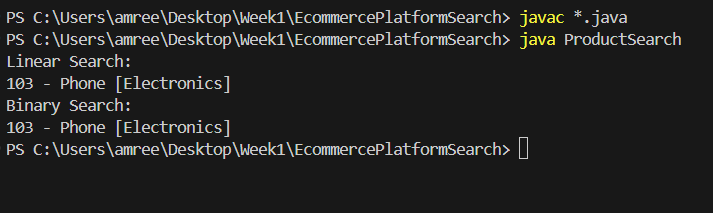 PS C:\Users\amree\Desktop\Week1\EcommercePlatformSearch> javac *.java
PS C:\Users\amree\Desktop\Week1\EcommercePlatformSearch> java ProductSearch
Linear Search:
103 - Phone [Electronics]
Binary Search:
103 - Phone [Electronics]
PS C:\Users\amree\Desktop\Week1\EcommercePlatformSearch>